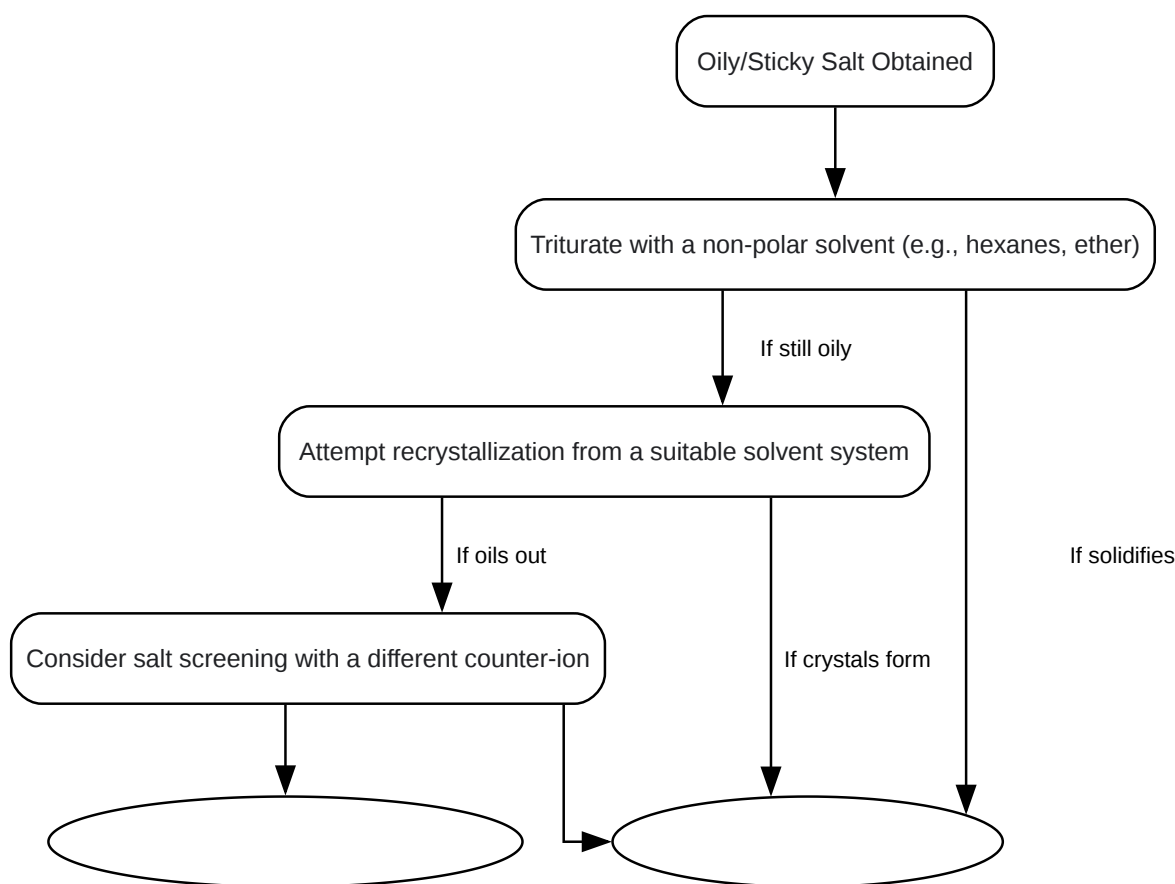 Oily/Sticky Salt Obtained
Triturate with a non-polar solvent (e.g., hexanes, ether)
If still oily
Attempt recrystallization from a suitable solvent system
If oils out
If solidifies
Consider salt screening with a different counter-ion
If crystals form